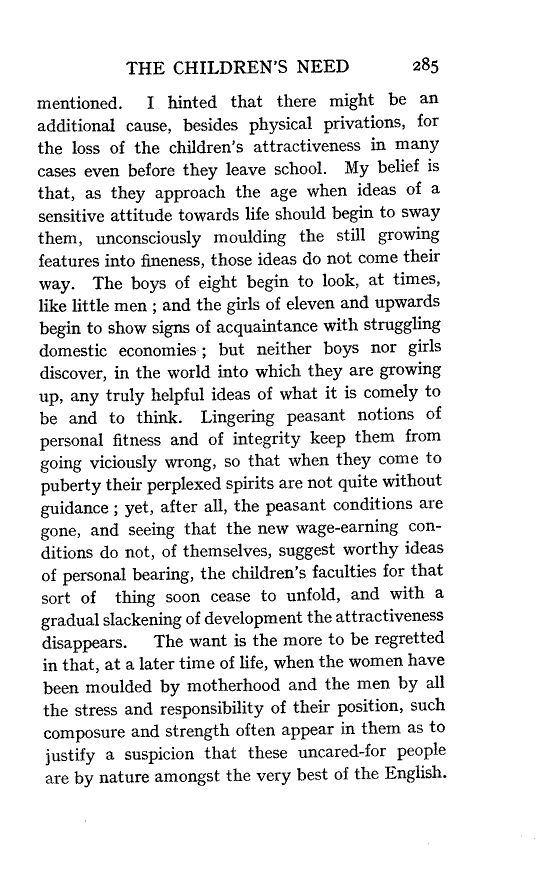 THE CHILDREN'S NEED 285
mentioned. I hinted that there might be an
additional cause, besides physical privations, for
the loss of the children's attractiveness in many
cases even before they leave school. My belief is
that, as they approach the age when ideas of a
sensitive attitude towards life should begin to sway
them, unconsciously moulding the still growing
features into fineness, those ideas do not come their
way. The boys of eight begin to look, at times,
like little men ; and the girls of eleven and upwards
begin to show signs of acquaintance with struggling
domestic economies ; but neither boys nor girls
discover, in the world into which they are growing
up, any truly helpful ideas of what it is comely to
be and to think. Lingering peasant notions of
personal fitness and of integrity keep them from
going viciously wrong, so that when they come to
puberty their perplexed spirits are not quite without
guidance ; yet, after all, the peasant conditions are
gone, and seeing that the new wage-earning con-
ditions do not, of themselves, suggest worthy ideas
of personal bearing, the children's faculties for that
sort of thing soon cease to unfold, and with a
gradual slackening of development the attractiveness
disappears. The want is the more to be regretted
in that, at a later time of life, when the women have
been moulded by motherhood and the men by all
the stress and responsibility of their position, such
composure and strength often appear in them as to
justify a suspicion that these uncared-for people
are by nature amongst the very best of the English.